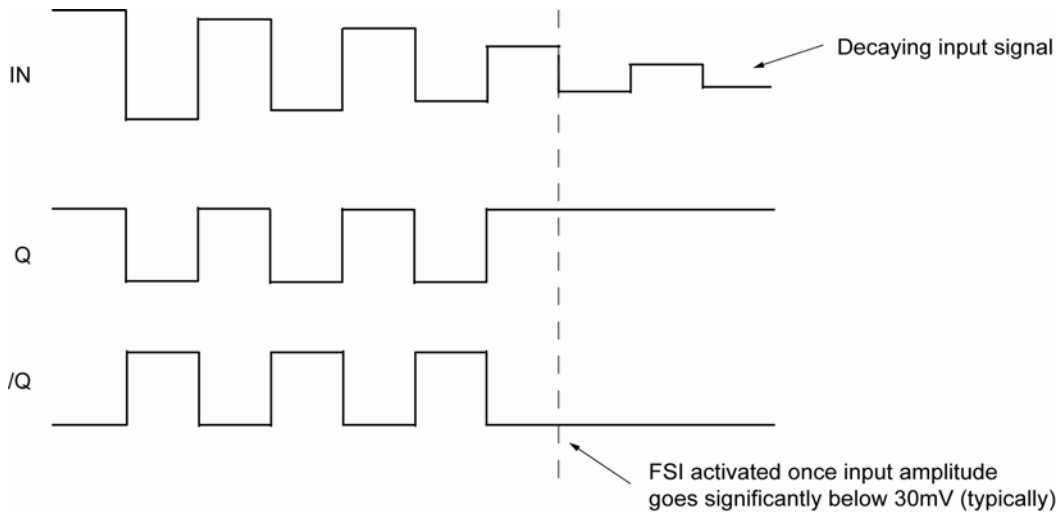 Decaying input signal
IN
Q
/Q
FSI activated once input amplitude
goes significantly below 30mV (typically)